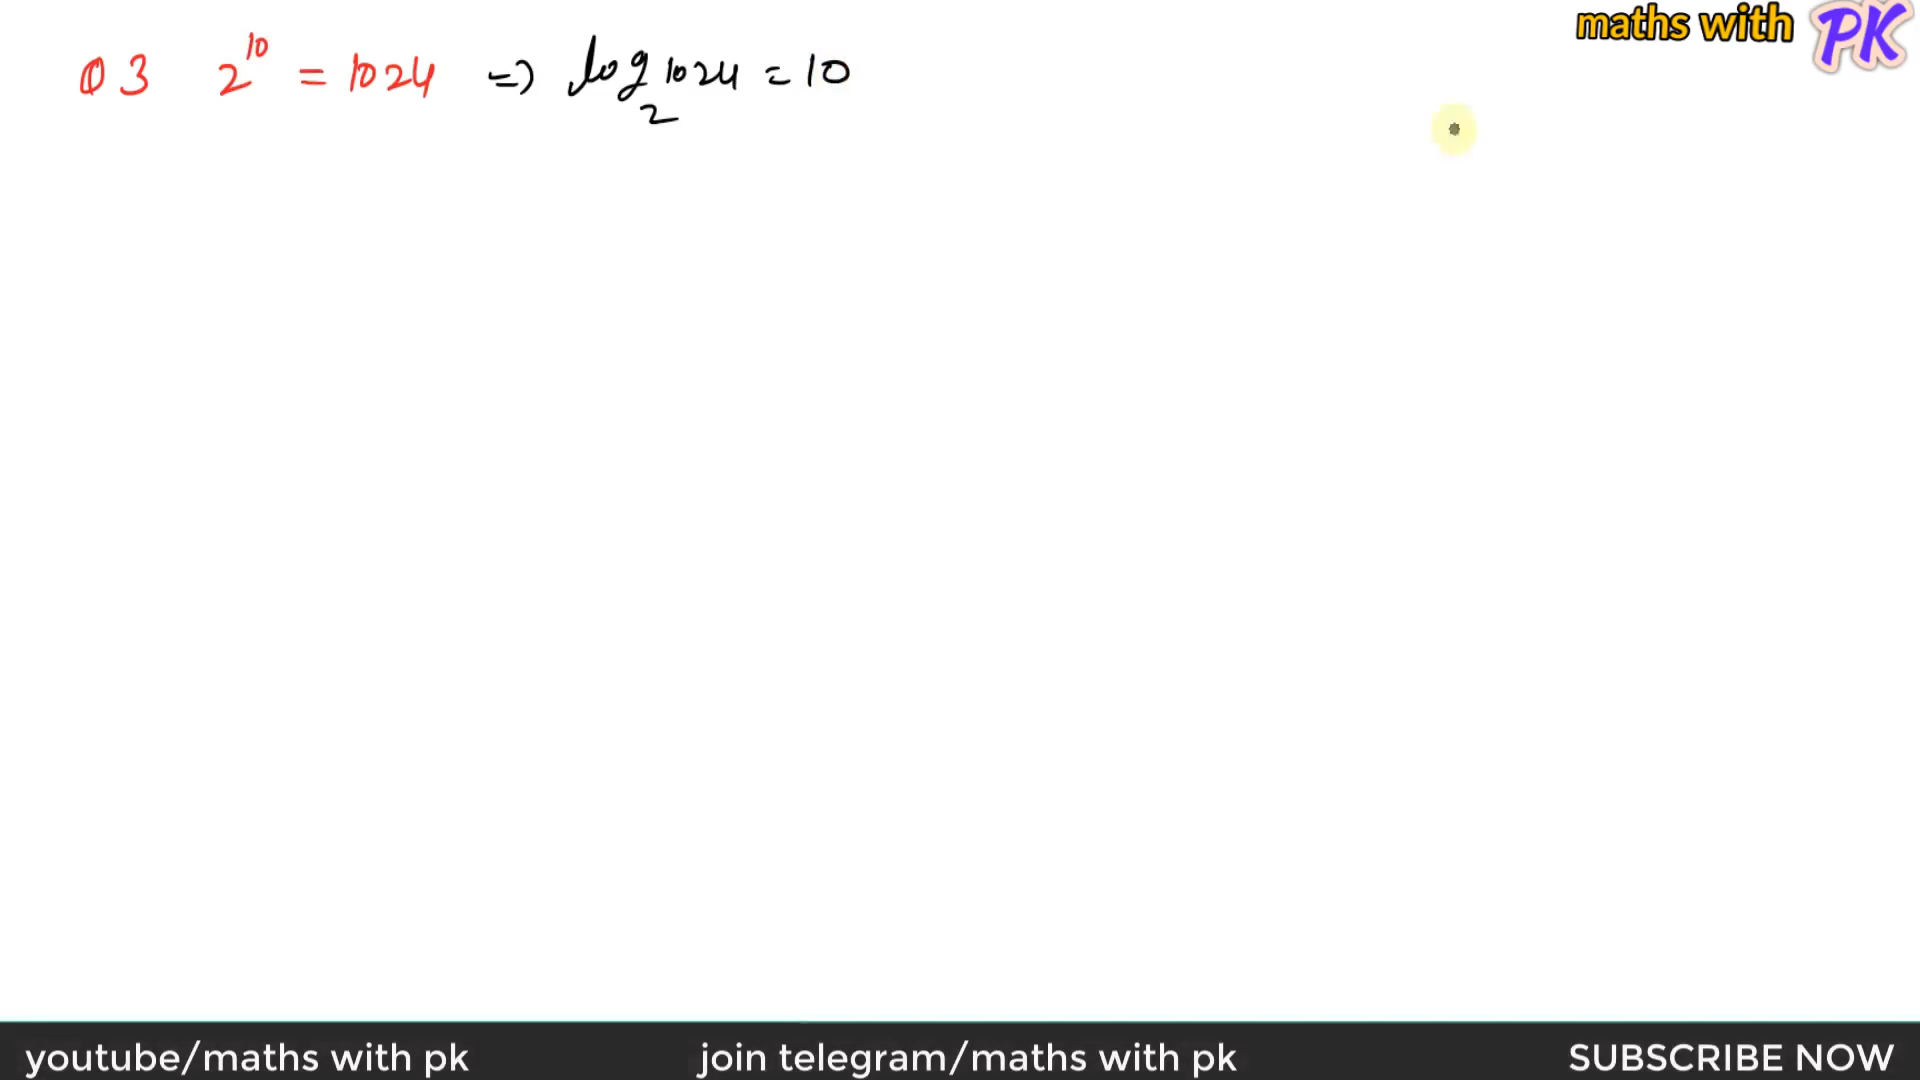 maths with PK
Q 3 2^10 = 1024 => log_2 1024 = 10
youtube/maths with pk
join telegram/maths with pk
SUBSCRIBE NOW